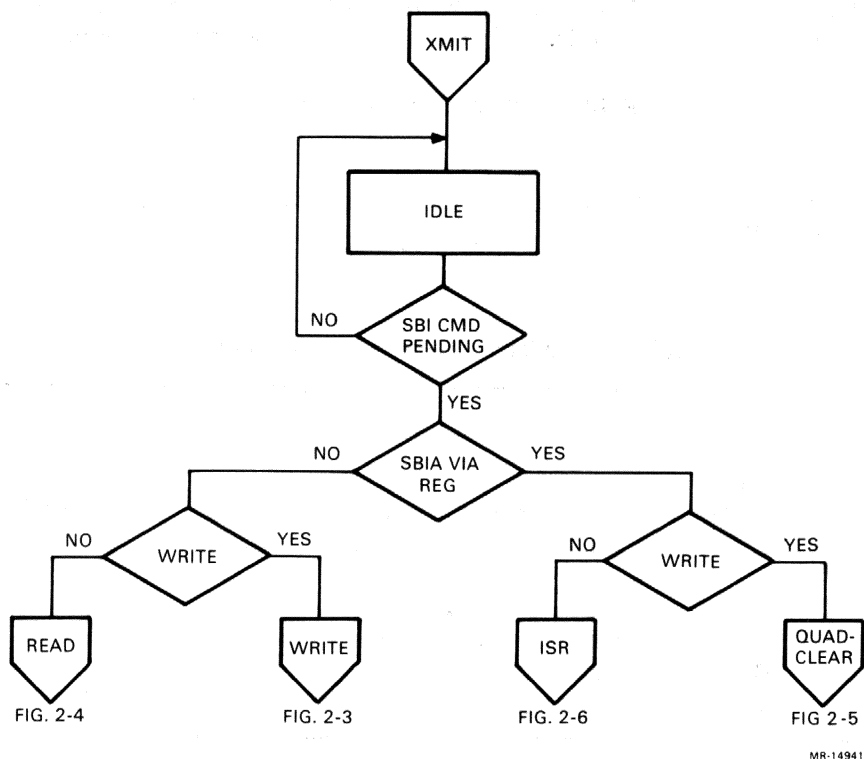 XMIT
IDLE
NO
SBI CMD
PENDING
YES
NO
SBIA VIA
REG
YES
NO
WRITE
YES
NO
WRITE
YES
READ
WRITE
ISR
QUAD-
CLEAR
FIG. 2-4
FIG. 2-3
FIG. 2-6
FIG 2-5
MR-14941